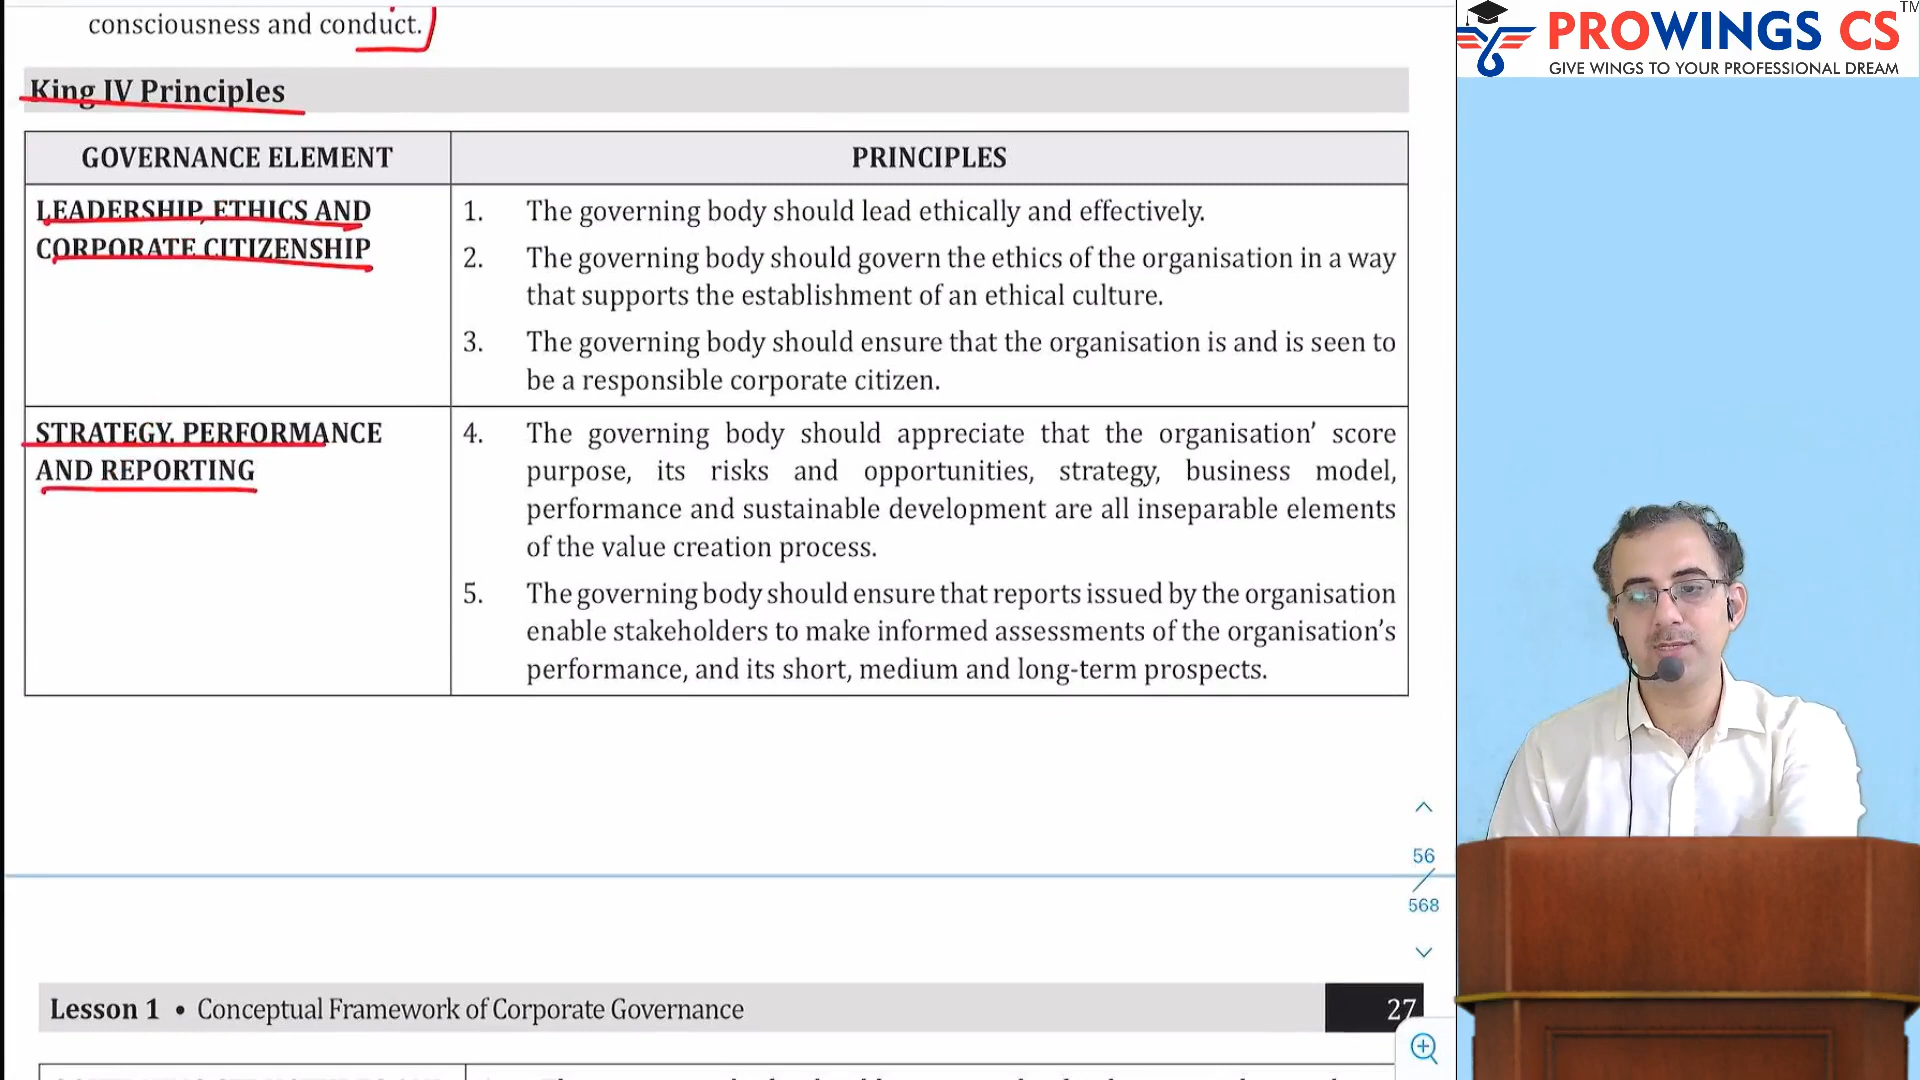 consciousness and conduct.
PROWINGS CS TM
GIVE WINGS TO YOUR PROFESSIONAL DREAM
King IV Principles
GOVERNANCE ELEMENT PRINCIPLES
LEADERSHIP, ETHICS AND
CORPORATE CITIZENSHIP
1. The governing body should lead ethically and effectively.
2. The governing body should govern the ethics of the organisation in a way
that supports the establishment of an ethical culture.
3. The governing body should ensure that the organisation is and is seen to
be a responsible corporate citizen.
STRATEGY, PERFORMANCE
AND REPORTING
4. The governing body should appreciate that the organisation' score
purpose, its risks and opportunities, strategy, business model,
performance and sustainable development are all inseparable elements
of the value creation process.
5. The governing body should ensure that reports issued by the organisation
enable stakeholders to make informed assessments of the organisation's
performance, and its short, medium and long-term prospects.
56
568
Lesson 1 • Conceptual Framework of Corporate Governance 27